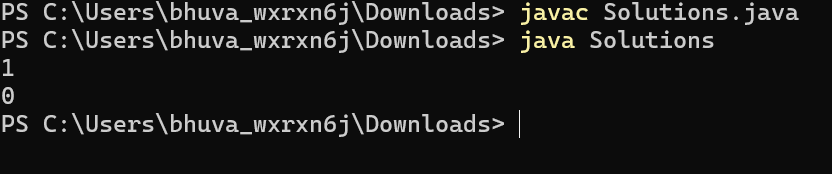 PS C:\Users\bhuva_wxrxn6j\Downloads> javac Solutions.java
PS C:\Users\bhuva_wxrxn6j\Downloads> java Solutions
1
0
PS C:\Users\bhuva_wxrxn6j\Downloads>